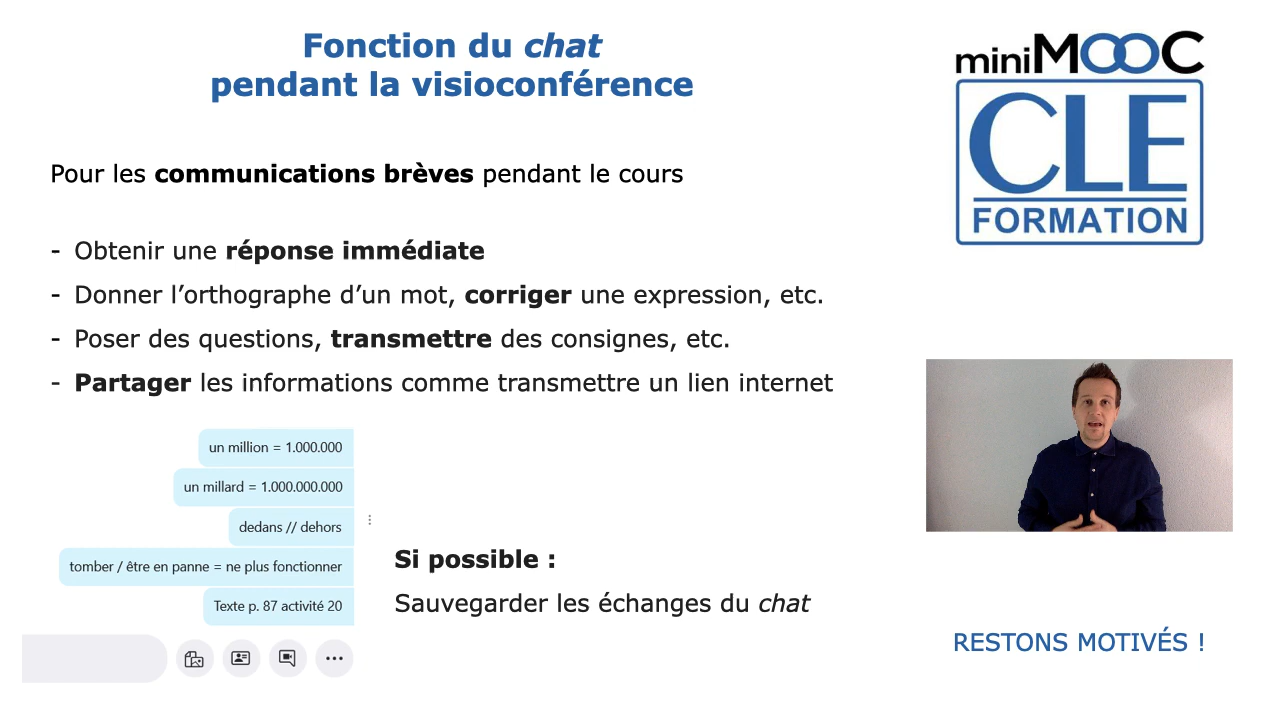 Fonction du chat
pendant la visioconférence
miniMOOC
CLE
FORMATION
Pour les communications brèves pendant le cours
- Obtenir une réponse immédiate
- Donner l’orthographe d’un mot, corriger une expression, etc.
- Poser des questions, transmettre des consignes, etc.
- Partager les informations comme transmettre un lien internet
un million = 1.000.000
un millard = 1.000.000.000
dedans // dehors
tomber / être en panne = ne plus fonctionner
Texte p. 87 activité 20
Si possible :
Sauvegarder les échanges du chat
RESTONS MOTIVÉS !